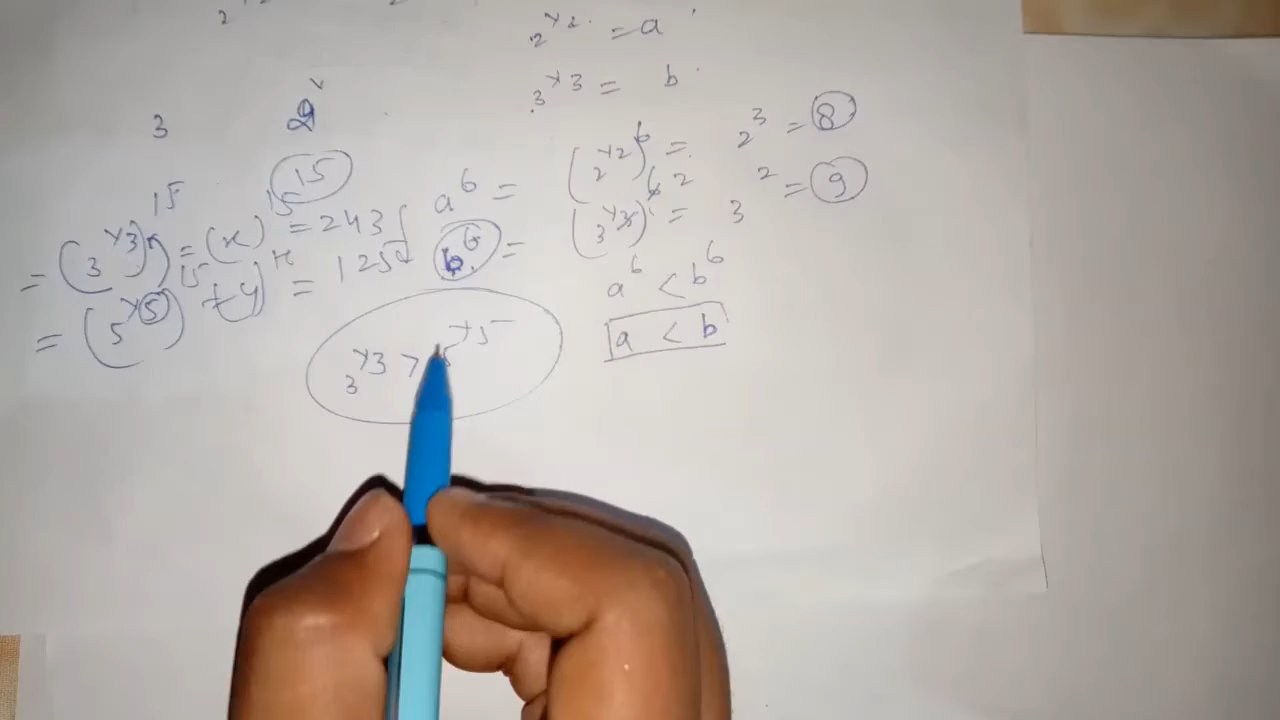 2^(1/2) = a
3^(1/3) = b
3 2
15
(2^(1/2))^6 = 2^3 = 8
(3^(1/3))^6 = 3^2 = 9
= (3^(1/3))^15 = (x)^15 = 243
a^6 =
= (5^(1/5))^15 = 125
b^6 =
a^6 < b^6
a < b
3^(1/3) > 5^(1/5)